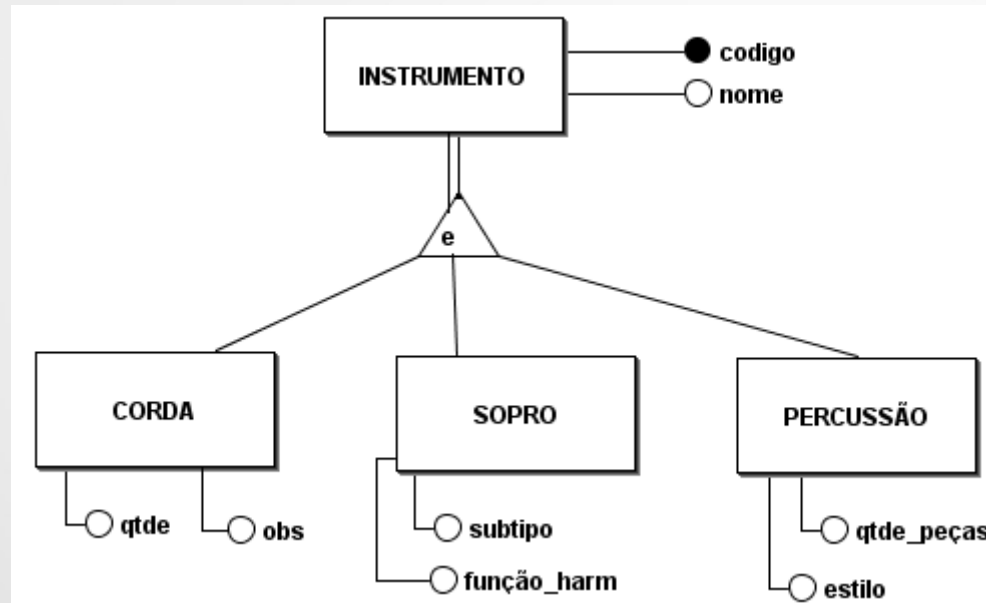 INSTRUMENTO
codigo
nome
e
CORDA
SOPRO
PERCUSSÃO
qtde
obs
subtipo
qtde_peças
função_harm
estilo